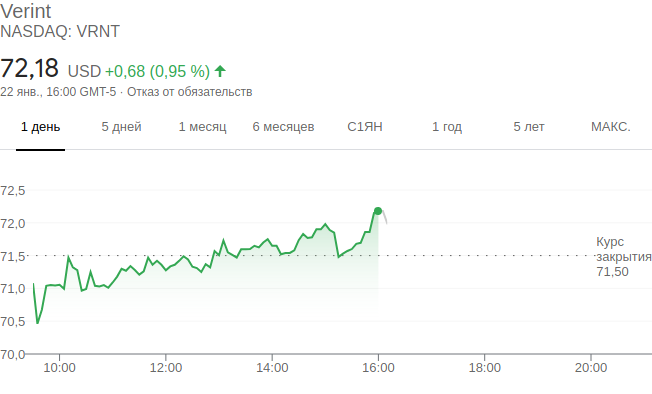 Verint
NASDAQ: VRNT
72,18 USD +0,68 (0,95 %)
22 янв., 16:00 GMT-5 · Отказ от обязательств
1 день 5 дней 1 месяц 6 месяцев С1ЯН 1 год 5 лет МАКС.
72,5
72,0
71,5
71,0
70,5
70,0
Курс
закрытия
71,50
10:00 12:00 14:00 16:00 18:00 20:00